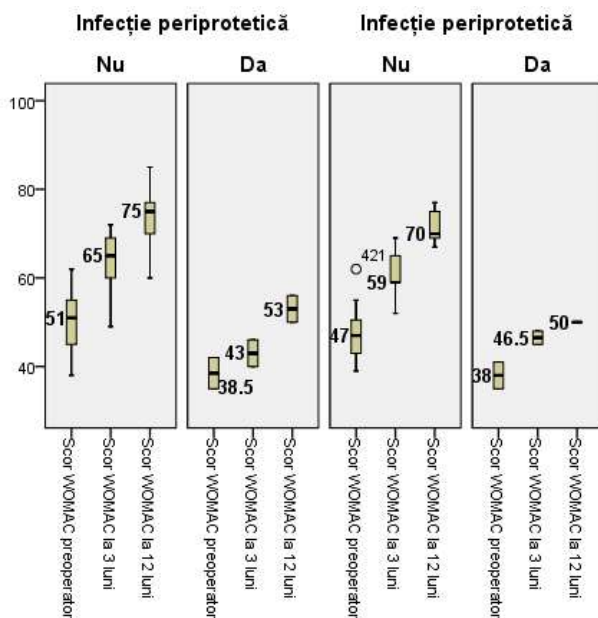 Infecție periprotetică Infecție periprotetică
Nu Da Nu Da
100
80
60
40
51
65
75
38.5
43
53
47
421
59
70
38
46.5
50
Scor WOMAC preoperator
Scor WOMAC la 3 luni
Scor WOMAC la 12 luni
Scor WOMAC preoperator
Scor WOMAC la 3 luni
Scor WOMAC la 12 luni
Scor WOMAC preoperator
Scor WOMAC la 3 luni
Scor WOMAC la 12 luni
Scor WOMAC preoperator
Scor WOMAC la 3 luni
Scor WOMAC la 12 luni